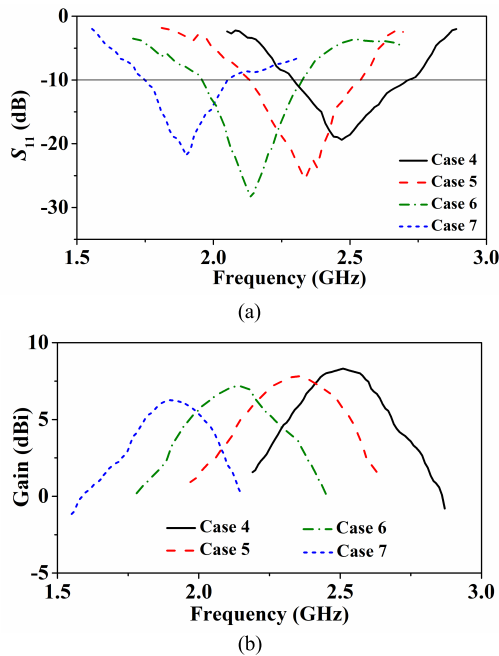 0
-10
-20
-30
S11 (dB)
Case 4
Case 5
Case 6
Case 7
1.5 2.0 2.5 3.0
Frequency (GHz)
(a)
10
5
0
-5
Gain (dBi)
Case 4 Case 6
Case 5 Case 7
2.0 2.5 3.0
1.5
Frequency (GHz)
(b)